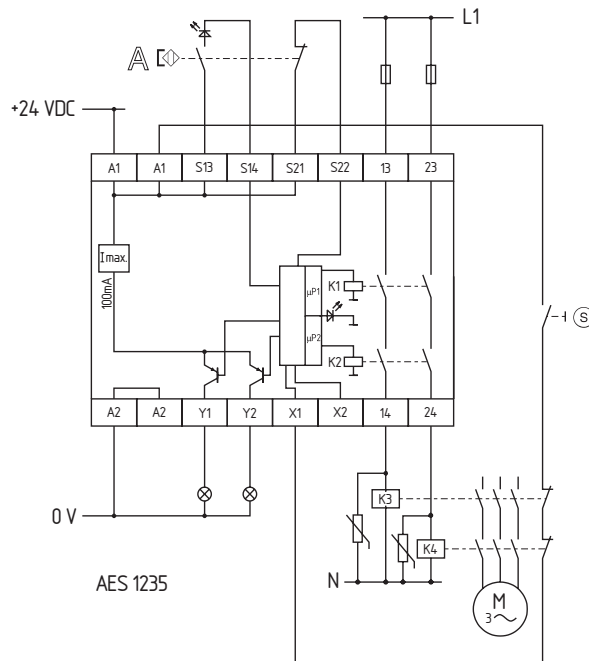 L1
A
+24 VDC
A1 A1 S13 S14 S21 S22 13 23
Imax.
100mA
µP1
K1
S
µP2
K2
A2 A2 Y1 Y2 X1 X2 14 24
K3
0 V
K4
AES 1235
N
M
3